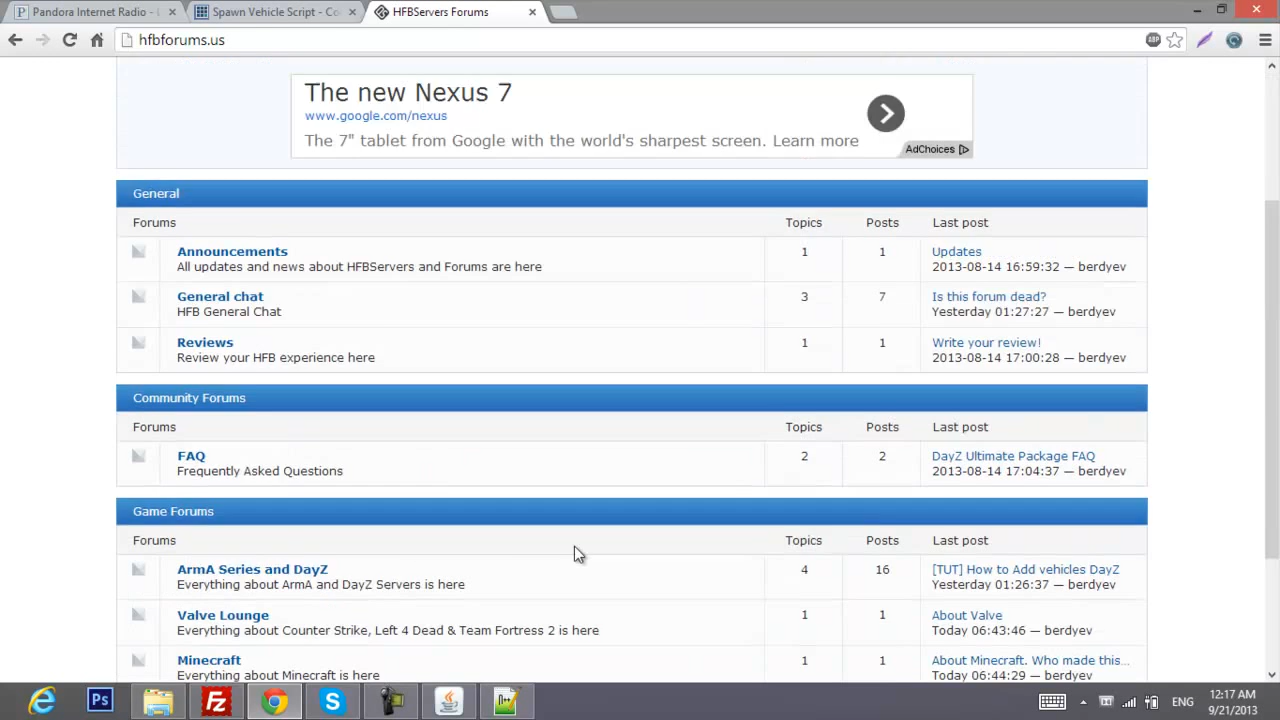 Pandora Internet Radio -
Spawn Vehicle Script - Co
HFBServers Forums
hfbforums.us
ABP
The new Nexus 7
www.google.com/nexus
The 7" tablet from Google with the world's sharpest screen. Learn more
AdChoices
General
Forums Topics Posts Last post
Announcements 1 1 Updates
All updates and news about HFBServers and Forums are here 2013-08-14 16:59:32 — berdyev
General chat 3 7 Is this forum dead?
HFB General Chat Yesterday 01:27:27 — berdyev
Reviews 1 1 Write your review!
Review your HFB experience here 2013-08-14 17:00:28 — berdyev
Community Forums
Forums Topics Posts Last post
FAQ 2 2 DayZ Ultimate Package FAQ
Frequently Asked Questions 2013-08-14 17:04:37 — berdyev
Game Forums
Forums Topics Posts Last post
ArmA Series and DayZ 4 16 [TUT] How to Add vehicles DayZ
Everything about ArmA and DayZ Servers is here Yesterday 01:26:37 — berdyev
Valve Lounge 1 1 About Valve
Everything about Counter Strike, Left 4 Dead & Team Fortress 2 is here Today 06:43:46 — berdyev
Minecraft 1 1 About Minecraft. Who made this...
Everything about Minecraft is here Today 06:44:29 — berdyev
Ps
Fz
ENG
12:17 AM
9/21/2013